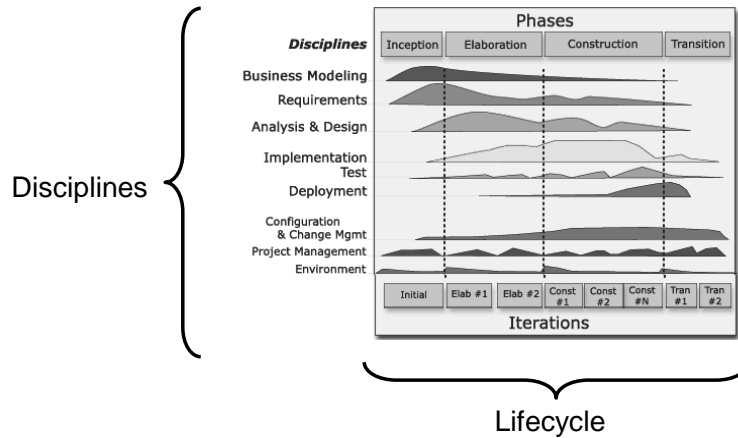 Phases
Disciplines
Inception
Elaboration
Construction
Transition
Business Modeling
Requirements
Analysis & Design
Implementation
Test
Deployment
Configuration
& Change Mgmt
Project Management
Environment
Initial
Elab #1
Elab #2
Const
#1
Const
#2
Const
#N
Tran
#1
Tran
#2
Iterations
Disciplines
Lifecycle